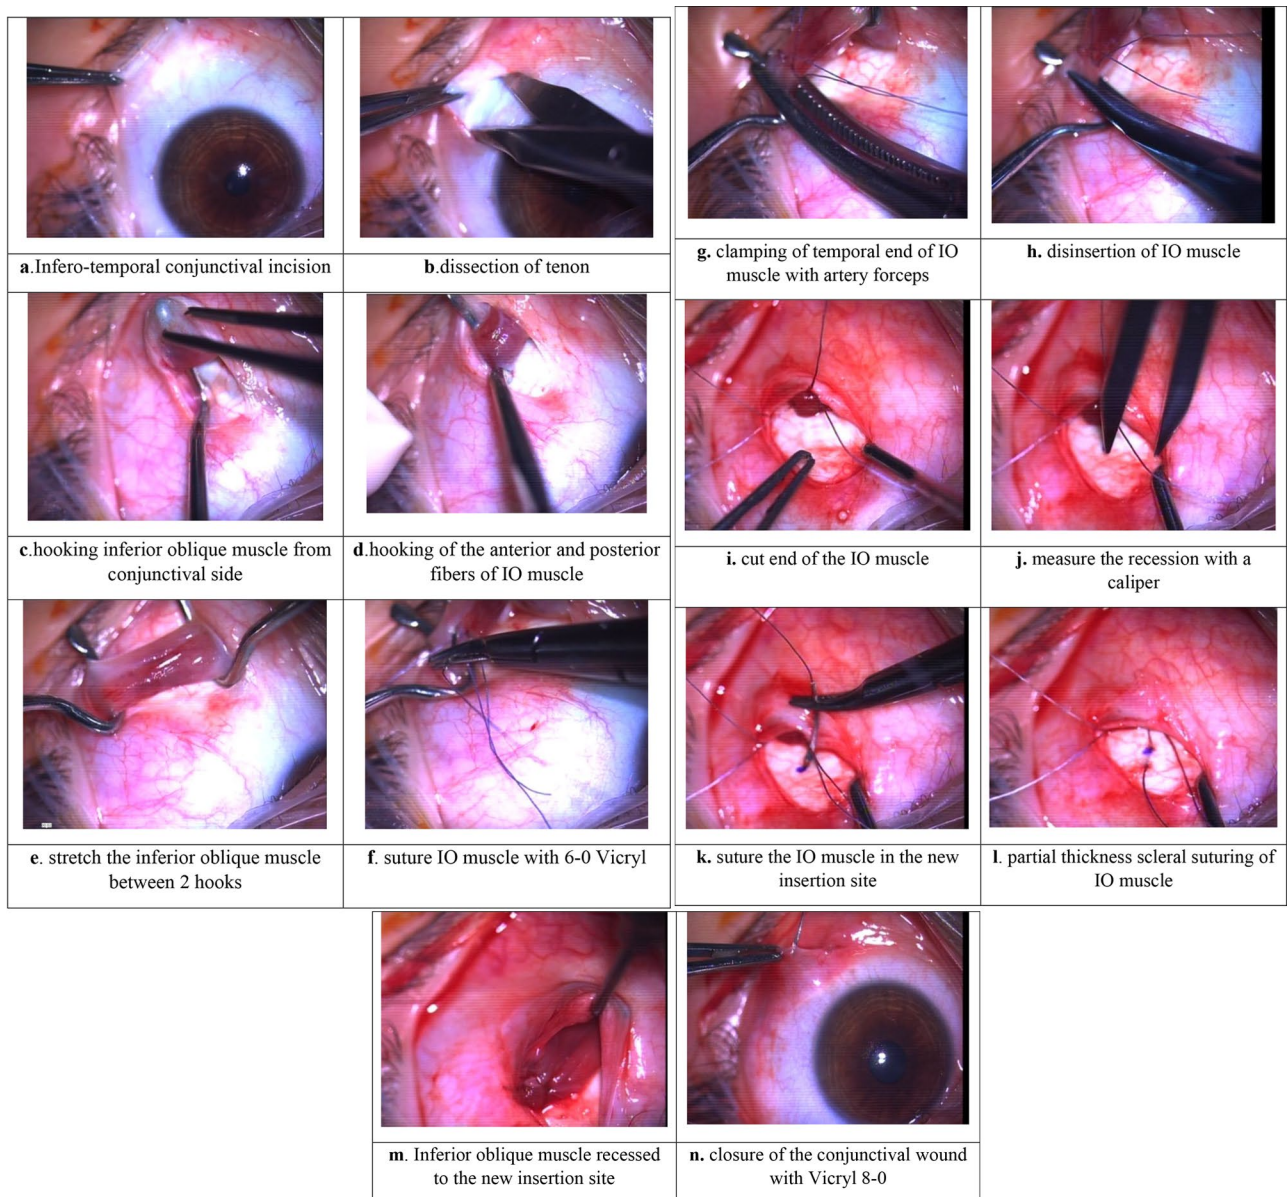 a.Infero-temporal conjunctival incision
b.dissection of tenon
c.hooking inferior oblique muscle from
conjunctival side
d.hooking of the anterior and posterior
fibers of IO muscle
e. stretch the inferior oblique muscle
between 2 hooks
f. suture IO muscle with 6-0 Vicryl
g. clamping of temporal end of IO
muscle with artery forceps
h. disinsertion of IO muscle
i. cut end of the IO muscle
j. measure the recession with a
caliper
k. suture the IO muscle in the new
insertion site
l. partial thickness scleral suturing of
IO muscle
m. Inferior oblique muscle recessed
to the new insertion site
n. closure of the conjunctival wound
with Vicryl 8-0